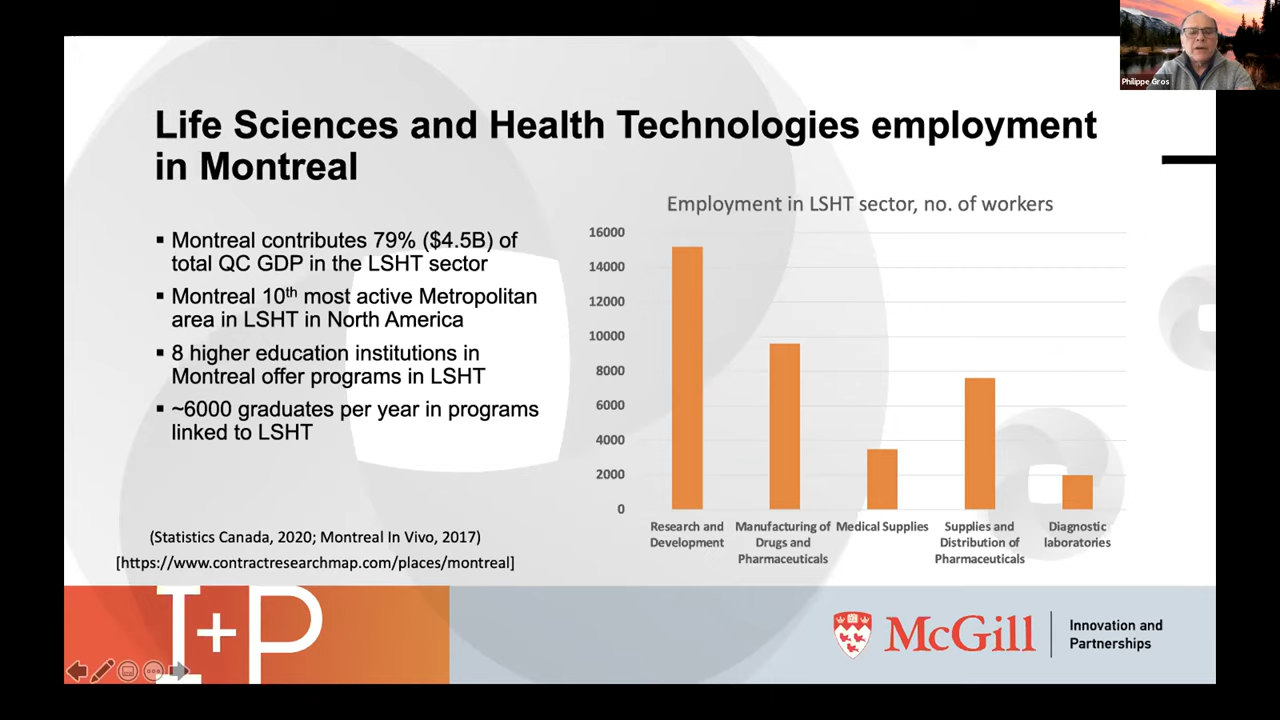 Philippe Gros
Life Sciences and Health Technologies employment
in Montreal
▪ Montreal contributes 79% ($4.5B) of
total QC GDP in the LSHT sector
▪ Montreal 10th most active Metropolitan
area in LSHT in North America
▪ 8 higher education institutions in
Montreal offer programs in LSHT
▪ ~6000 graduates per year in programs
linked to LSHT
(Statistics Canada, 2020; Montreal In Vivo, 2017)
[https://www.contractresearchmap.com/places/montreal]
Employment in LSHT sector, no. of workers
16000
14000
12000
10000
8000
6000
4000
2000
0
Research and
Development
Manufacturing of
Drugs and
Pharmaceuticals
Medical Supplies
Supplies and
Distribution of
Pharmaceuticals
Diagnostic
laboratories
I+P
McGill
Innovation and
Partnerships